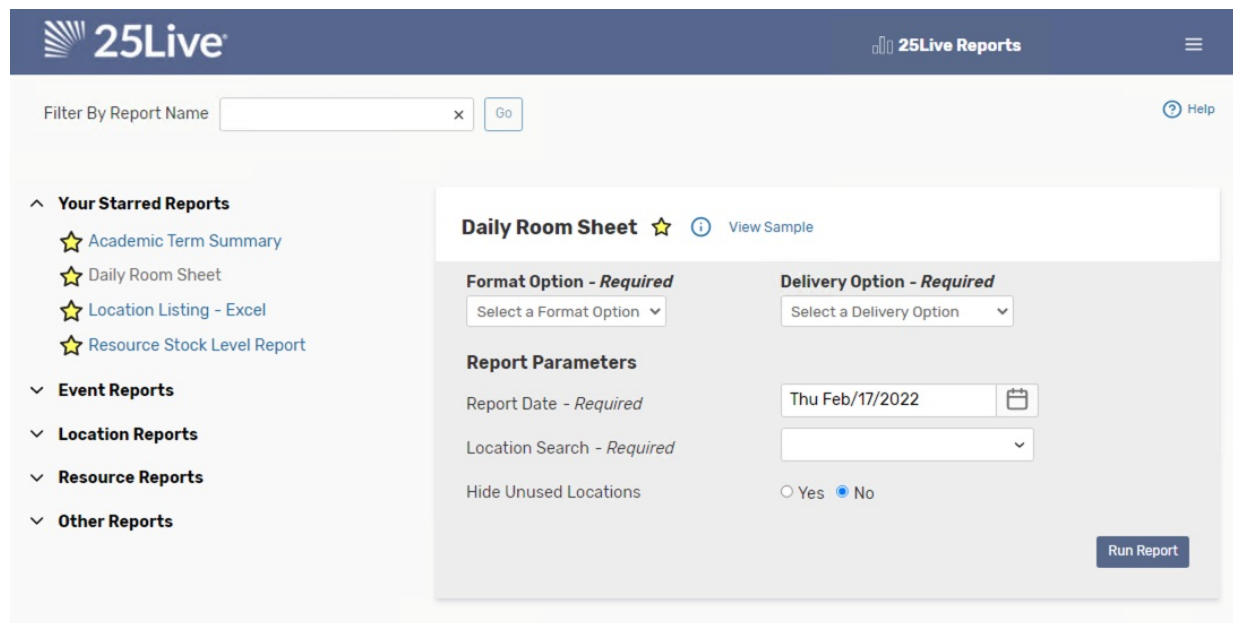 25Live
25Live Reports
Filter By Report Name
Go
Help
Your Starred Reports
Academic Term Summary
Daily Room Sheet
Location Listing - Excel
Resource Stock Level Report
Event Reports
Location Reports
Resource Reports
Other Reports
Daily Room Sheet
View Sample
Format Option - Required
Delivery Option - Required
Select a Format Option
Select a Delivery Option
Report Parameters
Report Date - Required
Thu Feb/17/2022
Location Search - Required
Hide Unused Locations
Yes No
Run Report